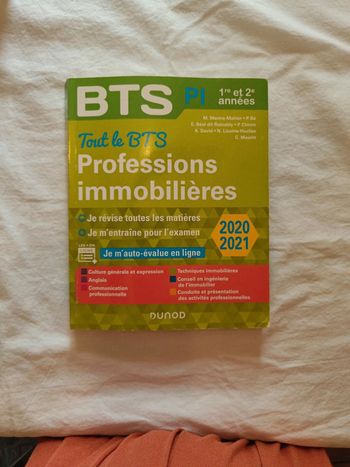 BTS PI 1re et 2e
années
Tout le BTS
Professions
immobilières
Je révise toutes les matières
Je m'entraîne pour l'examen
2020
2021
Je m'auto-évalue en ligne
Culture générale et expression
Anglais
Communication
professionnelle
Techniques immobilières
Conseil en ingénierie
de l'immobilier
Conduite et présentation
des activités professionnelles
DUNOD